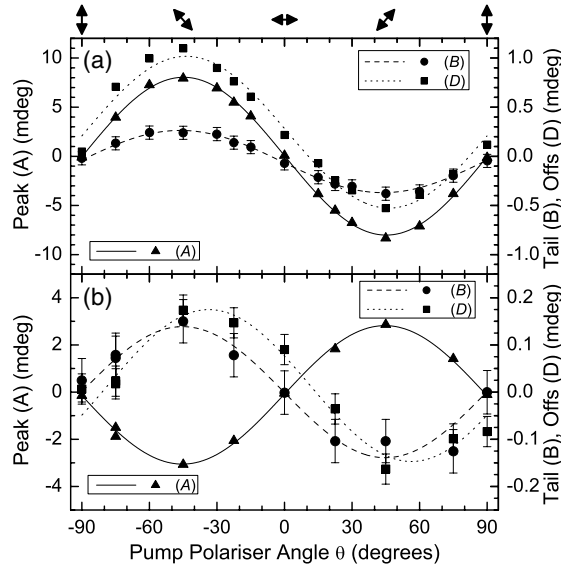 (a)
Peak (A) (mdeg)
10
5
0
-5
-10
(B)
(D)
(A)
1.0
0.5
0.0
-0.5
-1.0
Tail (B), Offs (D) (mdeg)
(b)
Peak (A) (mdeg)
4
2
0
-2
-4
(B)
(D)
(A)
0.2
0.1
0.0
-0.1
-0.2
Tail (B), Offs (D) (mdeg)
-90 -60 -30 0 30 60 90
Pump Polariser Angle θ (degrees)